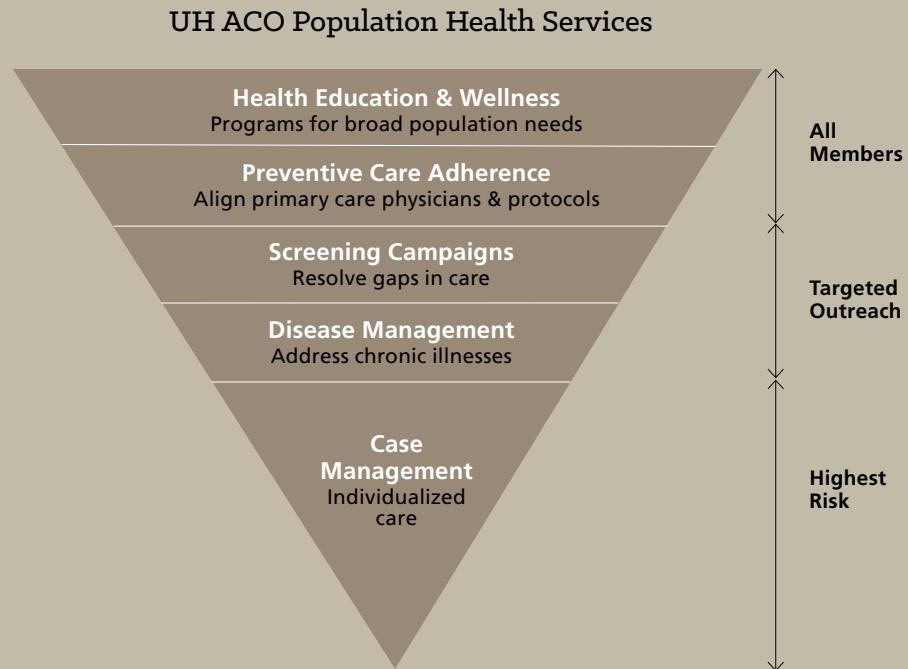 UH ACO Population Health Services
Health Education & Wellness
Programs for broad population needs
Preventive Care Adherence
Align primary care physicians & protocols
Screening Campaigns
Resolve gaps in care
Disease Management
Address chronic illnesses
Case
Management
Individualized
care
All
Members
Targeted
Outreach
Highest
Risk